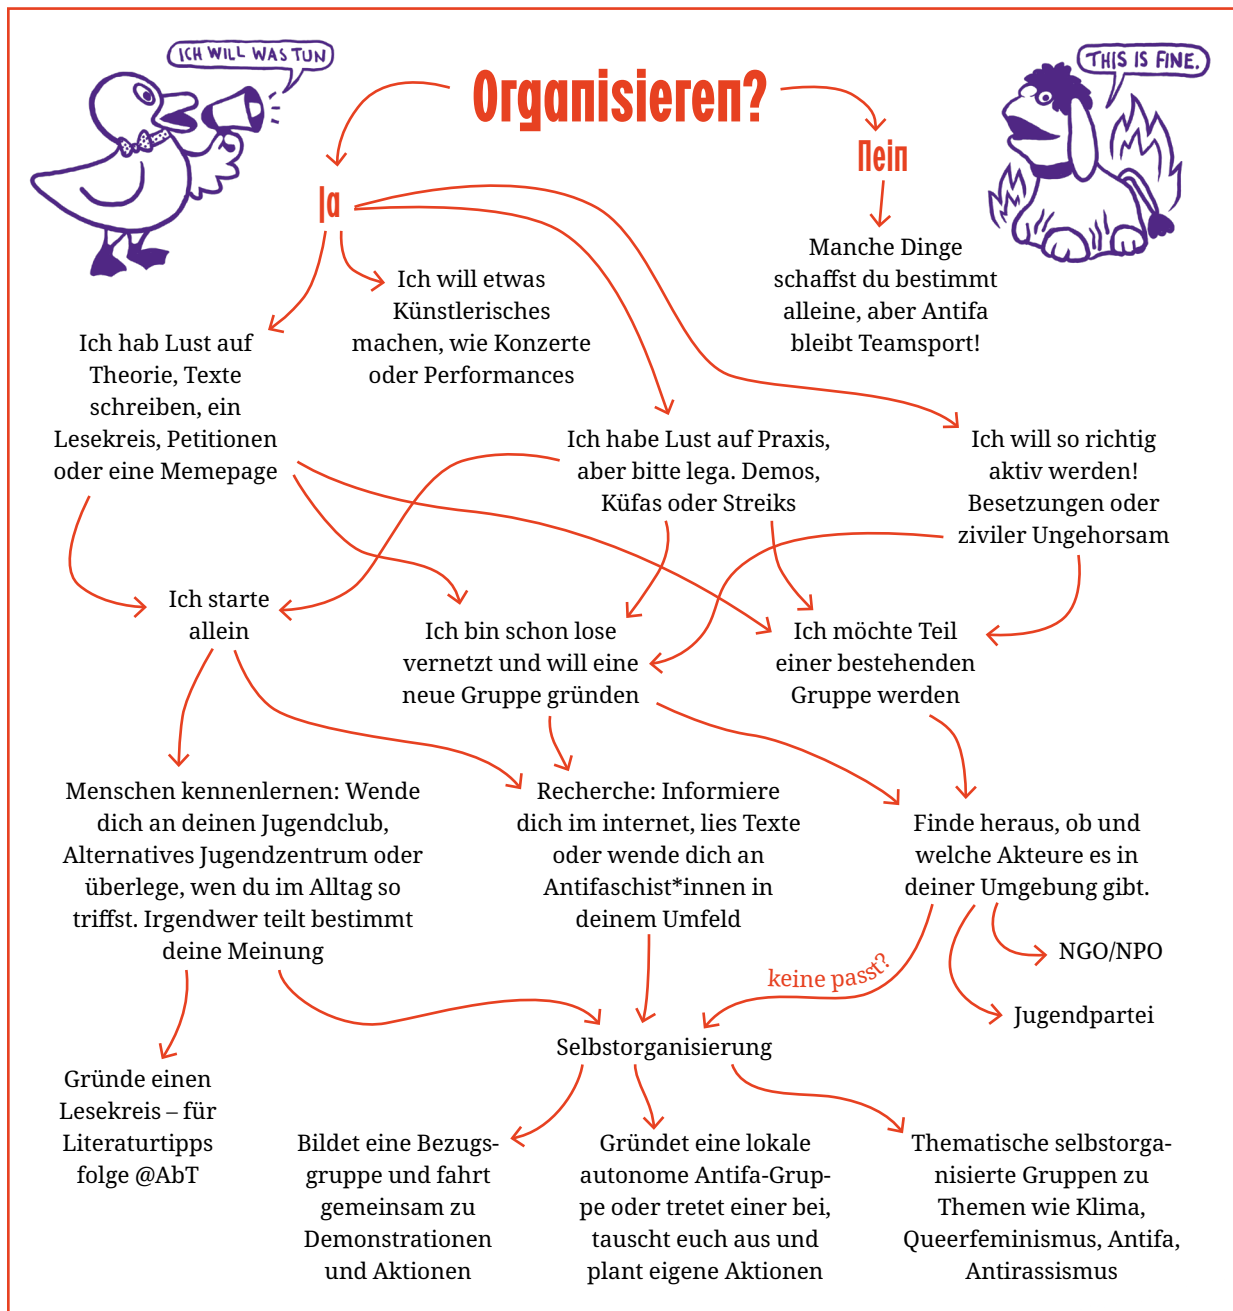 ICH WILL WAS TUN
Organisieren?
THIS IS FINE.
Ja
Nein
Manche Dinge
schaffst du bestimmt
alleine, aber Antifa
bleibt Teamsport!
Ich will etwas
Künstlerisches
machen, wie Konzerte
oder Performances
Ich hab Lust auf
Theorie, Texte
schreiben, ein
Lesekreis, Petitionen
oder eine Memepage
Ich habe Lust auf Praxis,
aber bitte lega. Demos,
Küfas oder Streiks
Ich will so richtig
aktiv werden!
Besetzungen oder
ziviler Ungehorsam
Ich starte
allein
Ich bin schon lose
vernetzt und will eine
neue Gruppe gründen
Ich möchte Teil
einer bestehenden
Gruppe werden
Menschen kennenlernen: Wende
dich an deinen Jugendclub,
Alternatives Jugendzentrum oder
überlege, wen du im Alltag so
triffst. Irgendwer teilt bestimmt
deine Meinung
Recherche: Informiere
dich im internet, lies Texte
oder wende dich an
Antifaschist*innen in
deinem Umfeld
Finde heraus, ob und
welche Akteure es in
deiner Umgebung gibt.
keine passt?
NGO/NPO
Jugendpartei
Selbstorganisierung
Gründe einen
Lesekreis – für
Literaturtipps
folge @AbT
Bildet eine Bezugs-
gruppe und fahrt
gemeinsam zu
Demonstrationen
und Aktionen
Gründet eine lokale
autonome Antifa-Grup-
pe oder tretet einer bei,
tauscht euch aus und
plant eigene Aktionen
Thematische selbstorga-
nisierte Gruppen zu
Themen wie Klima,
Queerfeminismus, Antifa,
Antirassismus